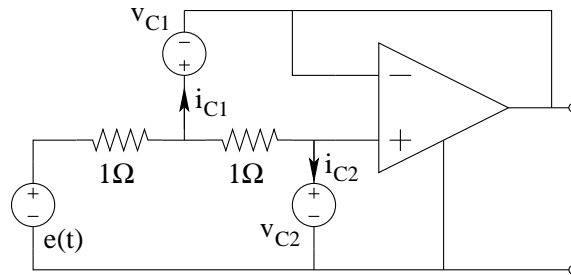 v_C1
−
+
i_C1
−
+
1Ω
1Ω
i_C2
+
−
e(t)
+
−
v_C2